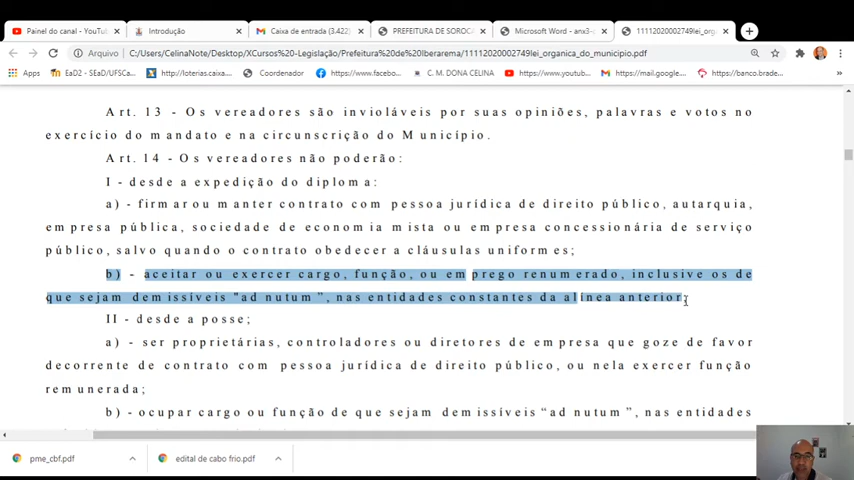 Painel do canal - YouTu
Introdução
Caixa de entrada (3.422)
PREFEITURA DE SOROCA
Microsoft Word - anx3-
11112020002749lei_orga
Arquivo
C:/Users/CelinaNote/Desktop/XCursos%20-Legislação/Prefeitura%20de%20Iberarema/11112020002749lei_organica_do_municipio.pdf
Apps
EaD2 - SEaD/UFSCa
http://loterias.caixa
Coordenador
https://www.facebo
C. M. DONA CELINA
https://www.youtub
https://mail.google
https://banco.brade
Art. 13 - Os vereadores são invioláveis por suas opiniões, palavras e votos no
exercício do mandato e na circunscrição do Município.
Art. 14 - Os vereadores não poderão:
I - desde a expedição do diploma:
a) - firmar ou manter contrato com pessoa jurídica de direito público, autarquia,
empresa pública, sociedade de economia mista ou empresa concessionária de serviço
público, salvo quando o contrato obedecer a cláusulas uniformes;
b) - aceitar ou exercer cargo, função, ou emprego renumerado, inclusive os de
que sejam demissíveis "ad nutum", nas entidades constantes da alínea anterior;
II - desde a posse;
a) - ser proprietárias, controladores ou diretores de empresa que goze de favor
decorrente de contrato com pessoa jurídica de direito público, ou nela exercer função
remunerada;
b) - ocupar cargo ou função de que sejam demissíveis "ad nutum", nas entidades
pme_cbf.pdf
edital de cabo frio.pdf